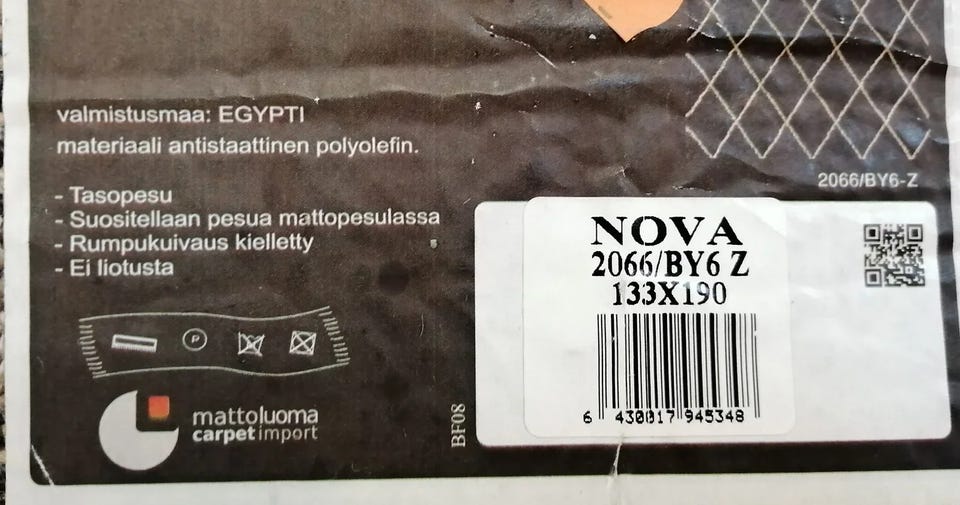 valmistusmaa: EGYPTI
materiaali antistaattinen polyolefin.
- Tasopesu
- Suositellaan pesua mattopesulassa
- Rumpukuivaus kielletty
- Ei liotusta
P
mattoluoma
carpet import
BF08
2066/BY6-Z
NOVA
2066/BY6 Z
133X190
6 430017 945348